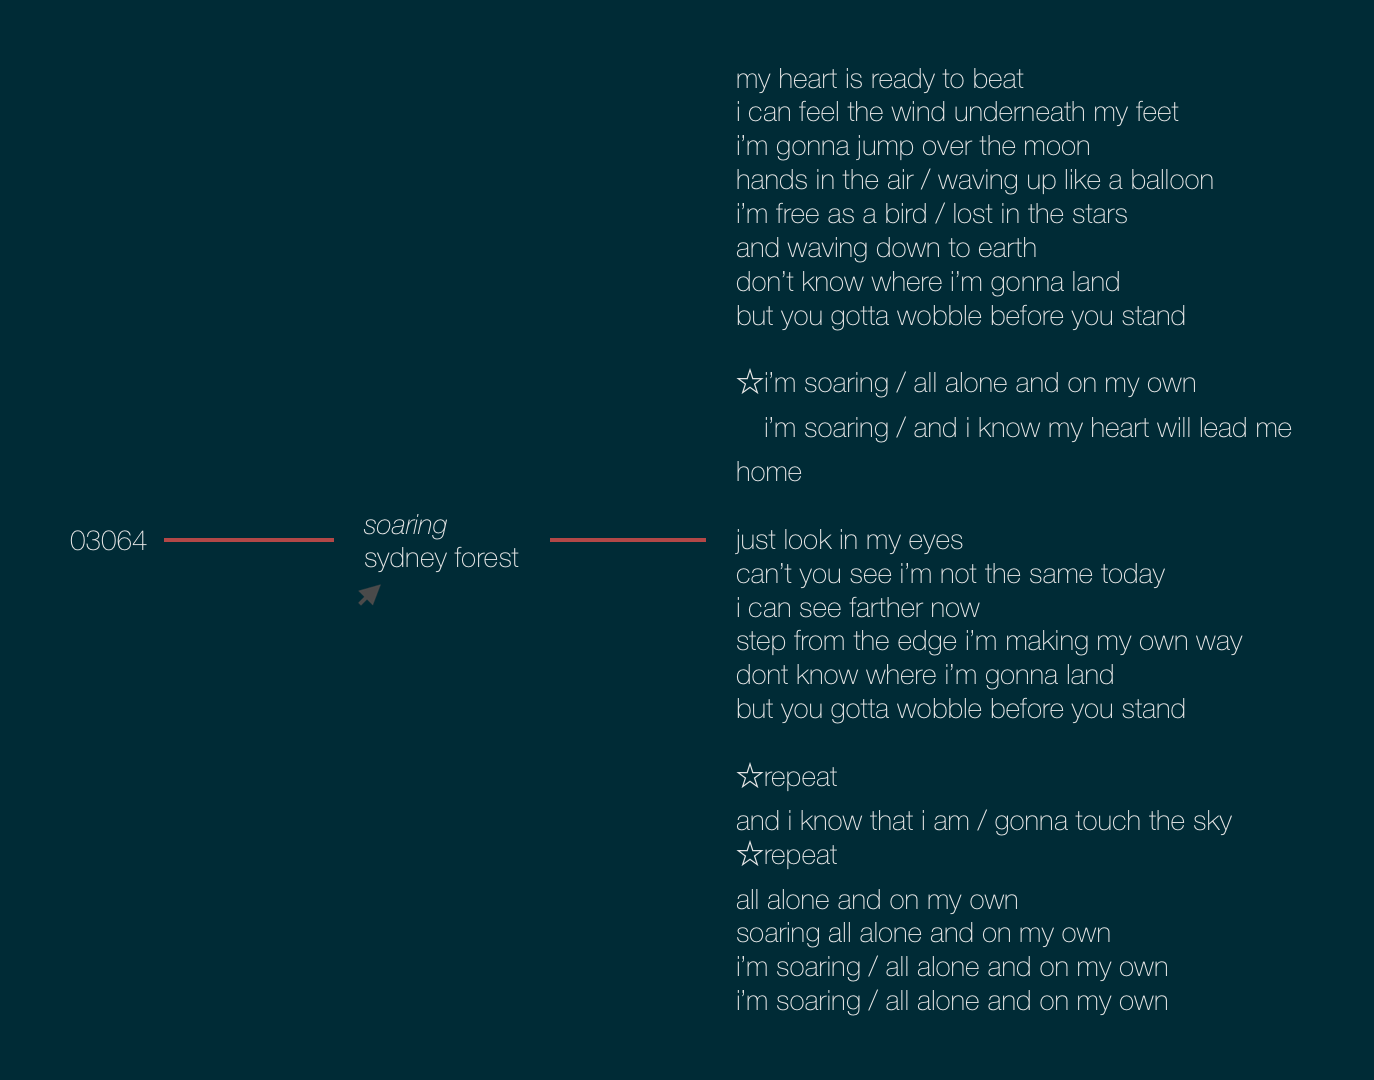 03064
soaring
sydney forest
my heart is ready to beat
i can feel the wind underneath my feet
i'm gonna jump over the moon
hands in the air / waving up like a balloon
i'm free as a bird / lost in the stars
and waving down to earth
don't know where i'm gonna land
but you gotta wobble before you stand
☆i'm soaring / all alone and on my own
i'm soaring / and i know my heart will lead me
home
just look in my eyes
can't you see i'm not the same today
i can see farther now
step from the edge i'm making my own way
dont know where i'm gonna land
but you gotta wobble before you stand
☆repeat
and i know that i am / gonna touch the sky
☆repeat
all alone and on my own
soaring all alone and on my own
i'm soaring / all alone and on my own
i'm soaring / all alone and on my own